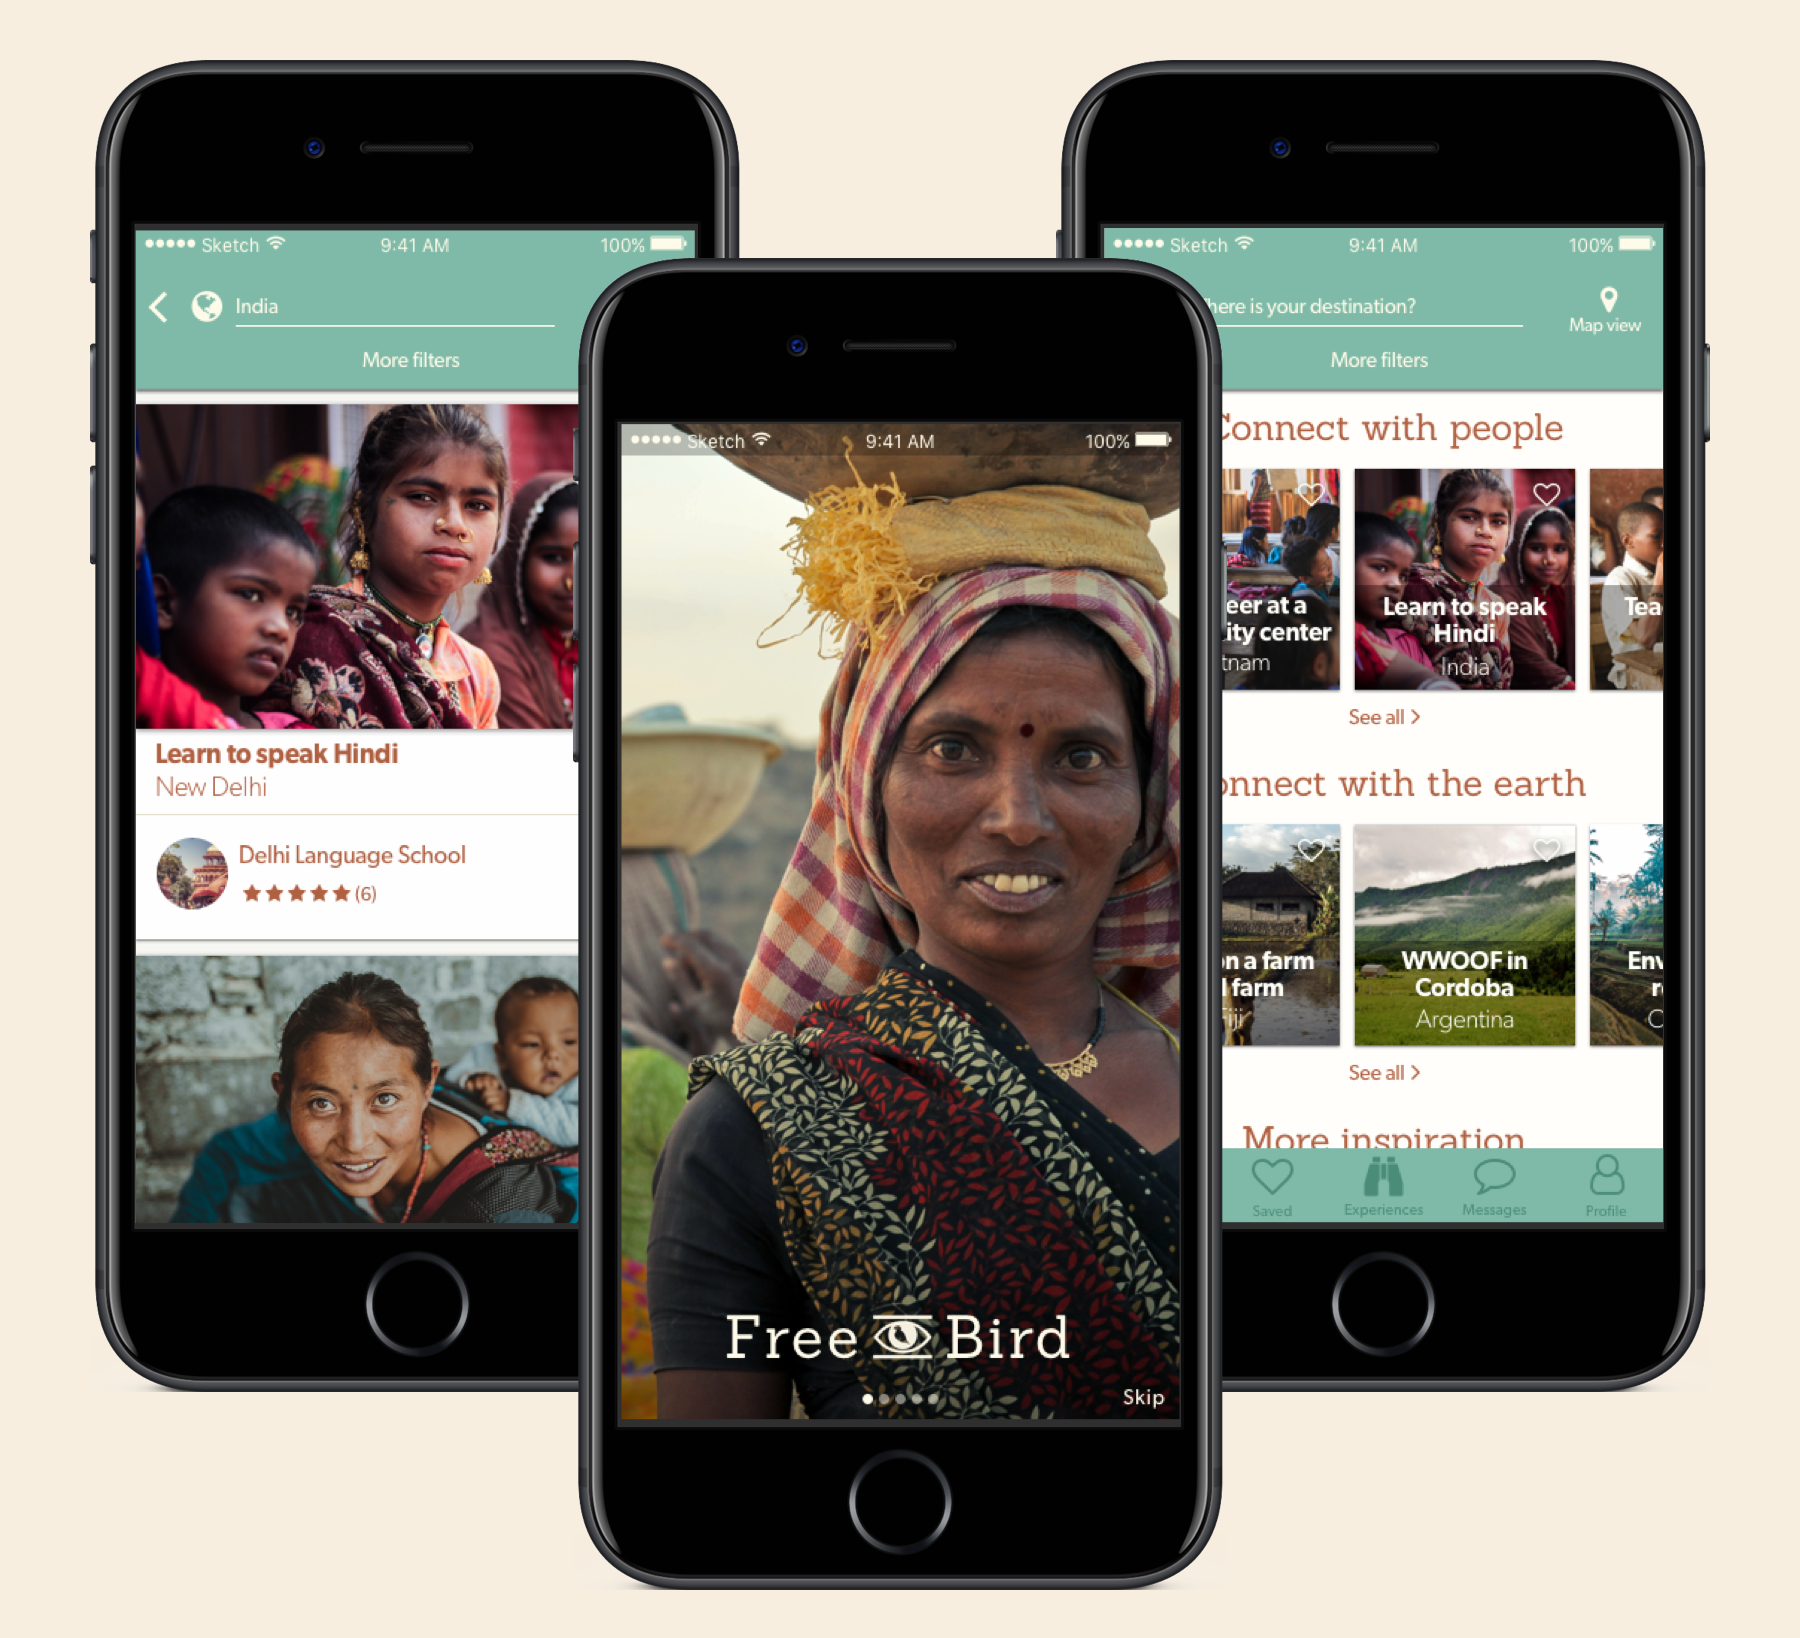 Sketch 9:41 AM 100%
India
More filters
Learn to speak Hindi
New Delhi
Delhi Language School
(6)
Sketch 9:41 AM 100%
Free Bird
Skip
Sketch 9:41 AM 100%
here is your destination?
Map view
More filters
Connect with people
eer at a
ity center
tnam
Learn to speak
Hindi
India
Tea
See all >
onnect with the earth
n a farm
l farm
Fiji
WWOOF in
Cordoba
Argentina
Env
r
C
See all >
More inspiration
Saved
Experiences
Messages
Profile